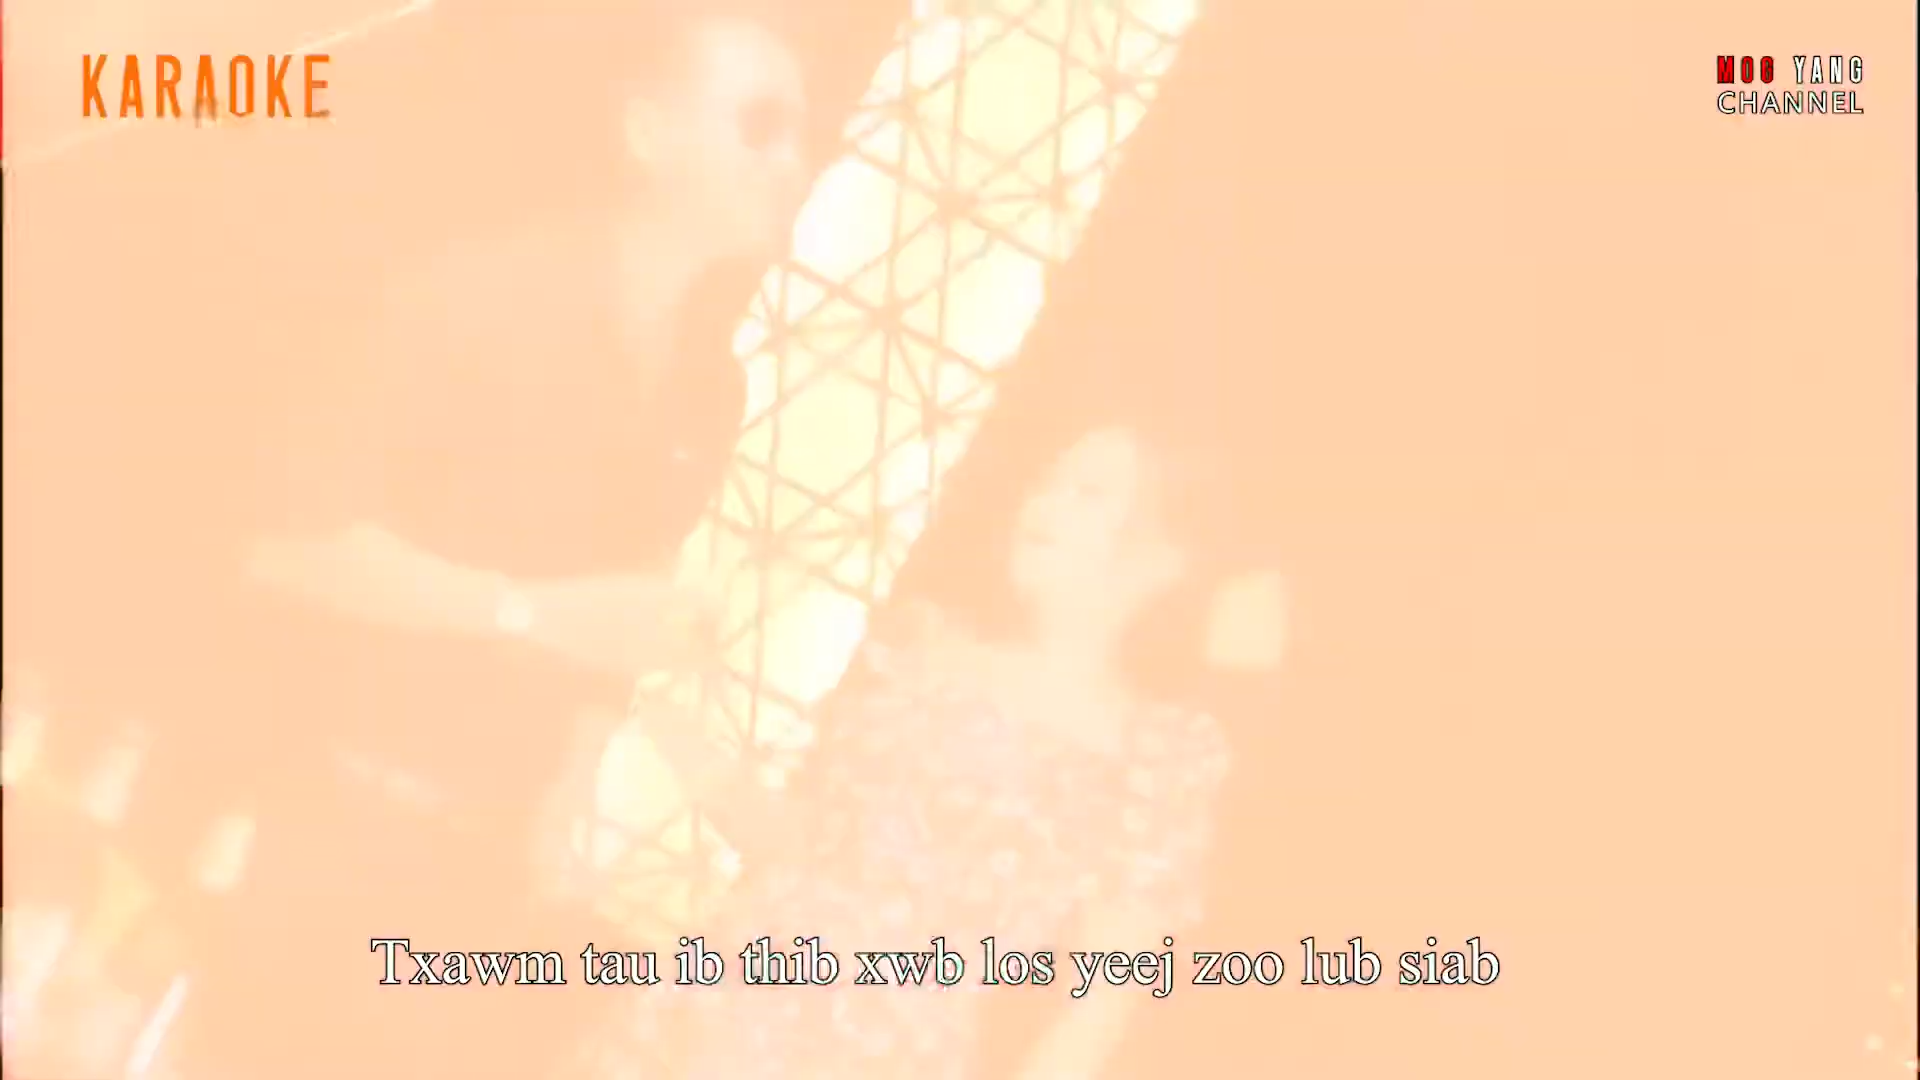 KARAOKE
MOG YANG
CHANNEL
Txawm tau ib thib xwb los yeej zoo lub siab